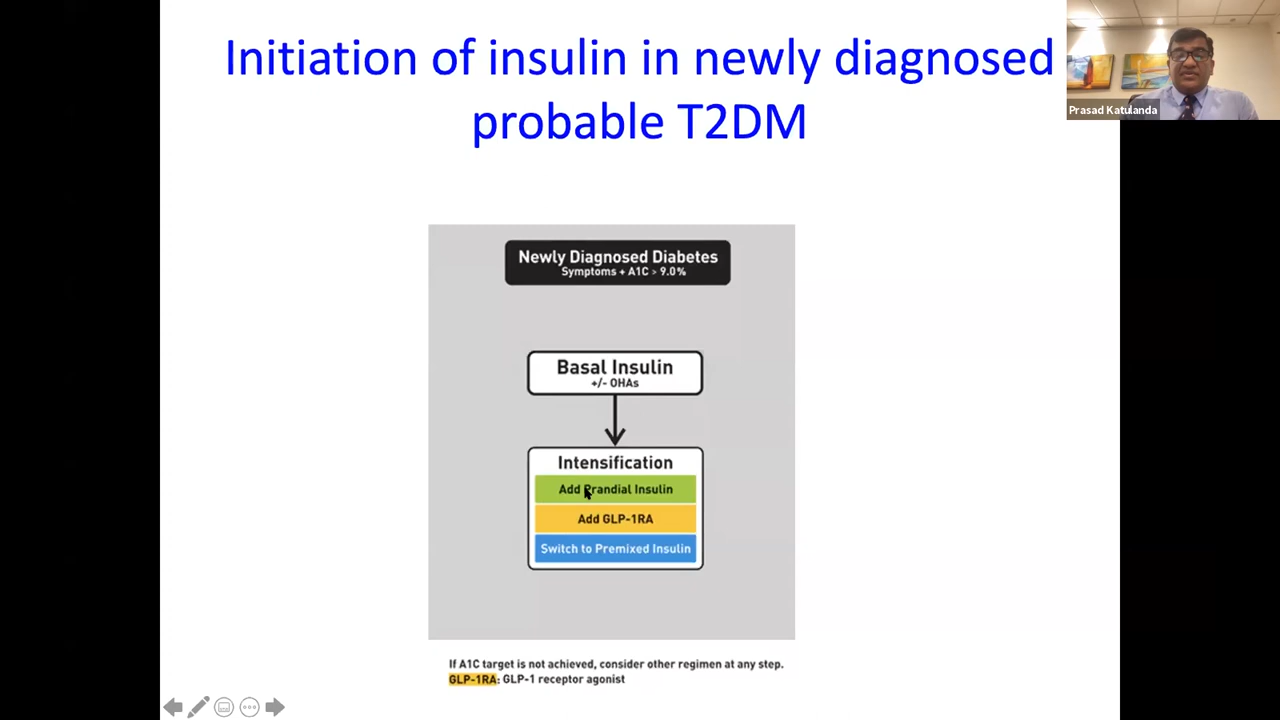 Initiation of insulin in newly diagnosed
probable T2DM
Prasad Katulanda
Newly Diagnosed Diabetes
Symptoms + A1C > 9.0%
Basal Insulin
+/- OHAs
Intensification
Add Prandial Insulin
Add GLP-1RA
Switch to Premixed Insulin
If A1C target is not achieved, consider other regimen at any step.
GLP-1RA: GLP-1 receptor agonist